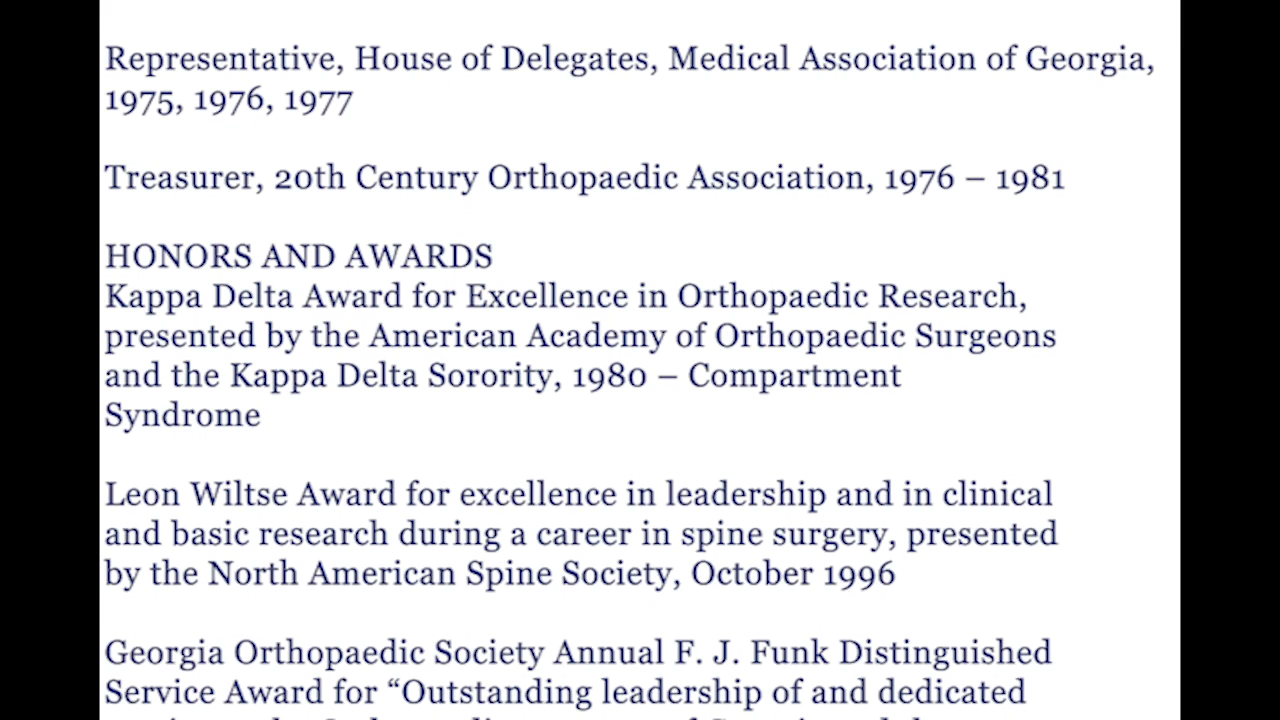 Representative, House of Delegates, Medical Association of Georgia,
1975, 1976, 1977
Treasurer, 20th Century Orthopaedic Association, 1976 – 1981
HONORS AND AWARDS
Kappa Delta Award for Excellence in Orthopaedic Research,
presented by the American Academy of Orthopaedic Surgeons
and the Kappa Delta Sorority, 1980 – Compartment
Syndrome
Leon Wiltse Award for excellence in leadership and in clinical
and basic research during a career in spine surgery, presented
by the North American Spine Society, October 1996
Georgia Orthopaedic Society Annual F. J. Funk Distinguished
Service Award for “Outstanding leadership of and dedicated